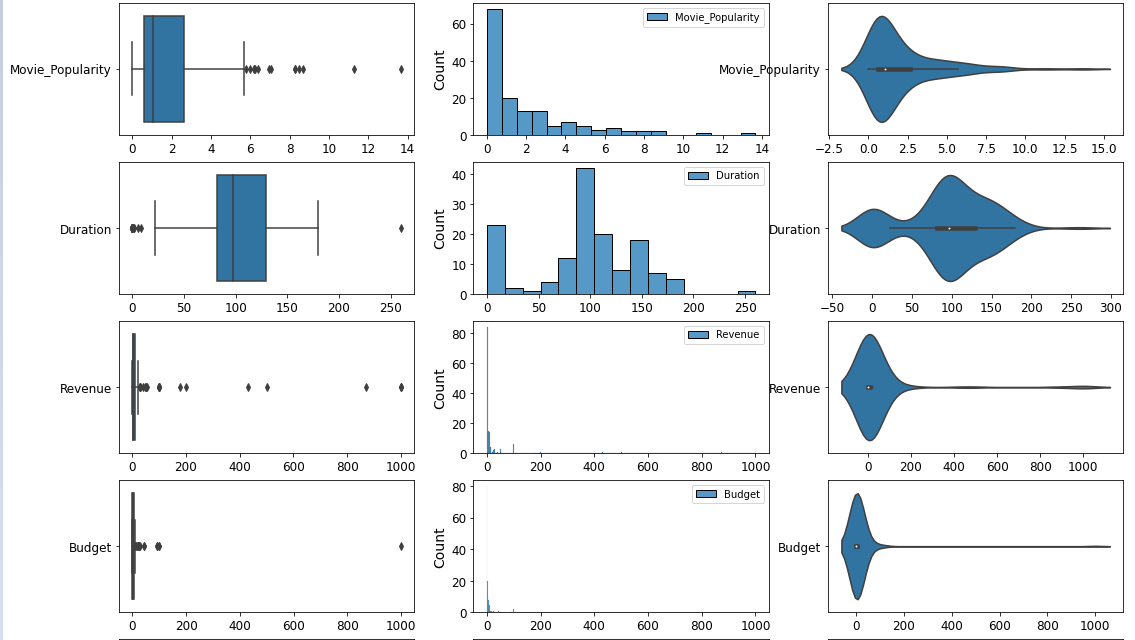 Movie_Popularity
0 2 4 6 8 10 12 14
Count
60
40
20
0
Movie_Popularity
0 2 4 6 8 10 12 14
Movie_Popularity
−2.5 0.0 2.5 5.0 7.5 10.0 12.5 15.0
Duration
0 50 100 150 200 250
Count
40
30
20
10
0
Duration
0 50 100 150 200 250
Duration
−50 0 50 100 150 200 250 300
Revenue
0 200 400 600 800 1000
Count
80
60
40
20
0
Revenue
0 200 400 600 800 1000
Revenue
0 200 400 600 800 1000
Budget
0 200 400 600 800 1000
Count
80
60
40
20
0
Budget
0 200 400 600 800 1000
Budget
0 200 400 600 800 1000